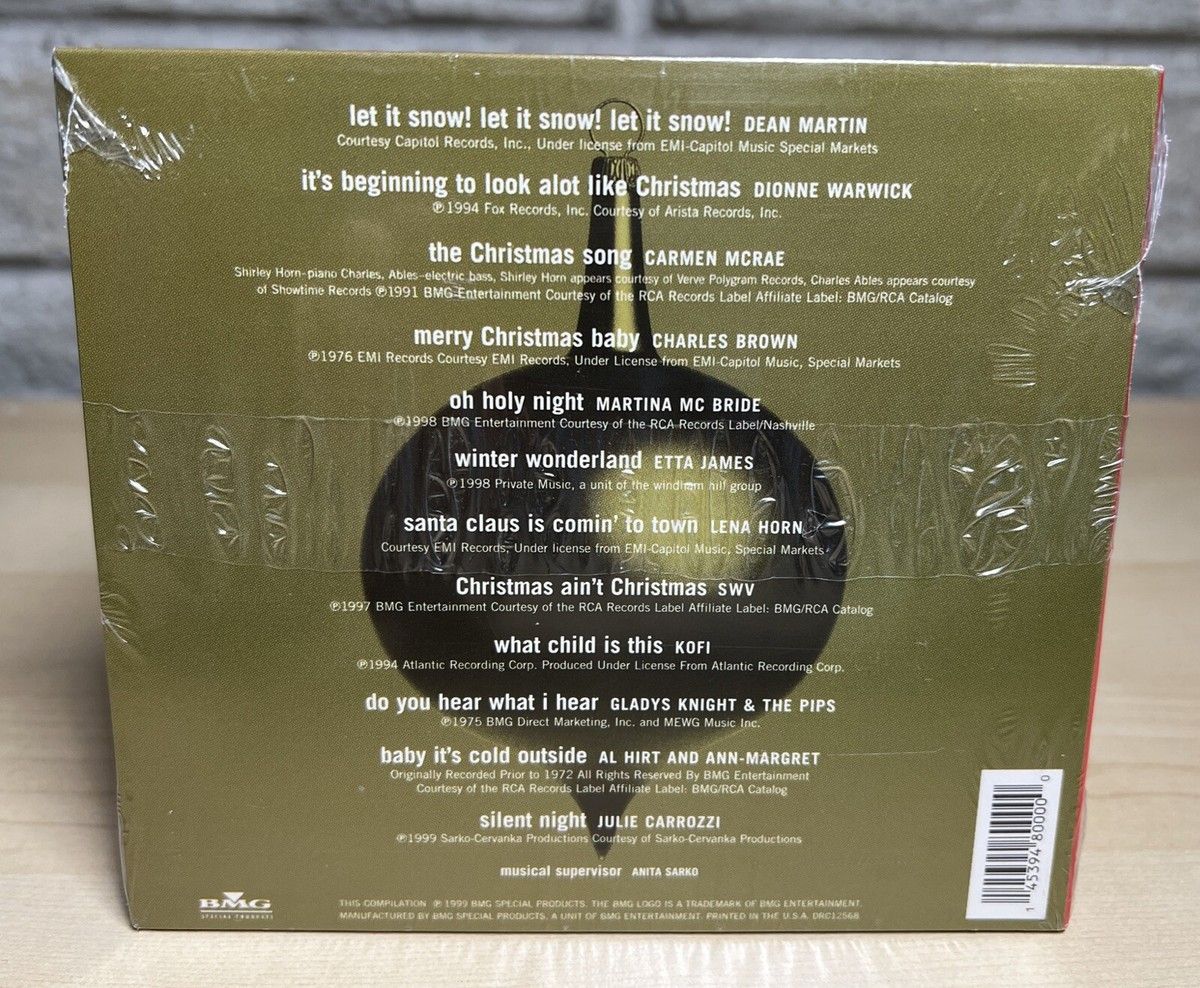 let it snow! let it snow! let it snow! DEAN MARTIN
Courtesy Capitol Records, Inc., Under license from EMI-Capitol Music Special Markets
it's beginning to look alot like Christmas DIONNE WARWICK
℗1994 Fox Records, Inc. Courtesy of Arista Records, Inc.
the Christmas song CARMEN MCRAE
Shirley Horn-piano Charles, Ables-electric bass, Shirley Horn appears courtesy of Verve Polygram Records, Charles Ables appears courtesy
of Showtime Records ℗1991 BMG Entertainment Courtesy of the RCA Records Label Affiliate Label: BMG/RCA Catalog
merry Christmas baby CHARLES BROWN
℗1976 EMI Records Courtesy EMI Records, Under License from EMI-Capitol Music, Special Markets
oh holy night MARTINA MC BRIDE
℗1998 BMG Entertainment Courtesy of the RCA Records Label/Nashville
winter wonderland ETTA JAMES
℗1998 Private Music, a unit of the windham hill group
santa claus is comin' to town LENA HORN
Courtesy EMI Records, Under license from EMI-Capitol Music, Special Markets
Christmas ain't Christmas SWV
℗1997 BMG Entertainment Courtesy of the RCA Records Label Affiliate Label: BMG/RCA Catalog
what child is this KOFI
℗1994 Atlantic Recording Corp. Produced Under License From Atlantic Recording Corp.
do you hear what i hear GLADYS KNIGHT & THE PIPS
℗1975 BMG Direct Marketing, Inc. and MEWG Music Inc.
baby it's cold outside AL HIRT AND ANN-MARGRET
Originally Recorded Prior to 1972 All Rights Reserved By BMG Entertainment
Courtesy of the RCA Records Label Affiliate Label: BMG/RCA Catalog
silent night JULIE CARROZZI
℗1999 Sarko-Cervanka Productions Courtesy of Sarko-Cervanka Productions
musical supervisor ANITA SARKO
BMG
SPECIAL PRODUCTS
THIS COMPILATION ℗ 1999 BMG SPECIAL PRODUCTS. THE BMG LOGO IS A TRADEMARK OF BMG ENTERTAINMENT.
MANUFACTURED BY BMG SPECIAL PRODUCTS, A UNIT OF BMG ENTERTAINMENT. PRINTED IN THE U.S.A. DRC12568
1 45394 80000 0